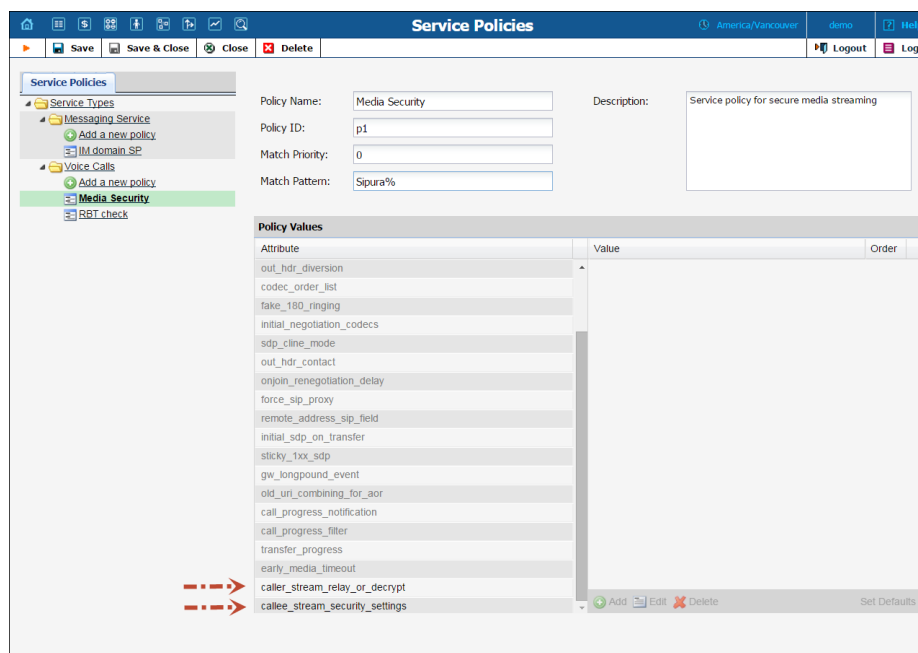 Service Policies
America/Vancouver
demo
? Hel
Save
Save & Close
Close
Delete
Logout
Log
Service Policies
Service Types
Messaging Service
Add a new policy
IM domain SP
Voice Calls
Add a new policy
Media Security
RBT check
Policy Name: Media Security
Description: Service policy for secure media streaming
Policy ID: p1
Match Priority: 0
Match Pattern: Sipura%
Policy Values
Attribute Value Order
out_hdr_diversion
codec_order_list
fake_180_ringing
initial_negotiation_codecs
sdp_cline_mode
out_hdr_contact
onjoin_renegotiation_delay
force_sip_proxy
remote_address_sip_field
initial_sdp_on_transfer
sticky_1xx_sdp
gw_longpound_event
old_uri_combining_for_aor
call_progress_notification
call_progress_filter
transfer_progress
early_media_timeout
caller_stream_relay_or_decrypt
callee_stream_security_settings
Add Edit Delete Set Defaults